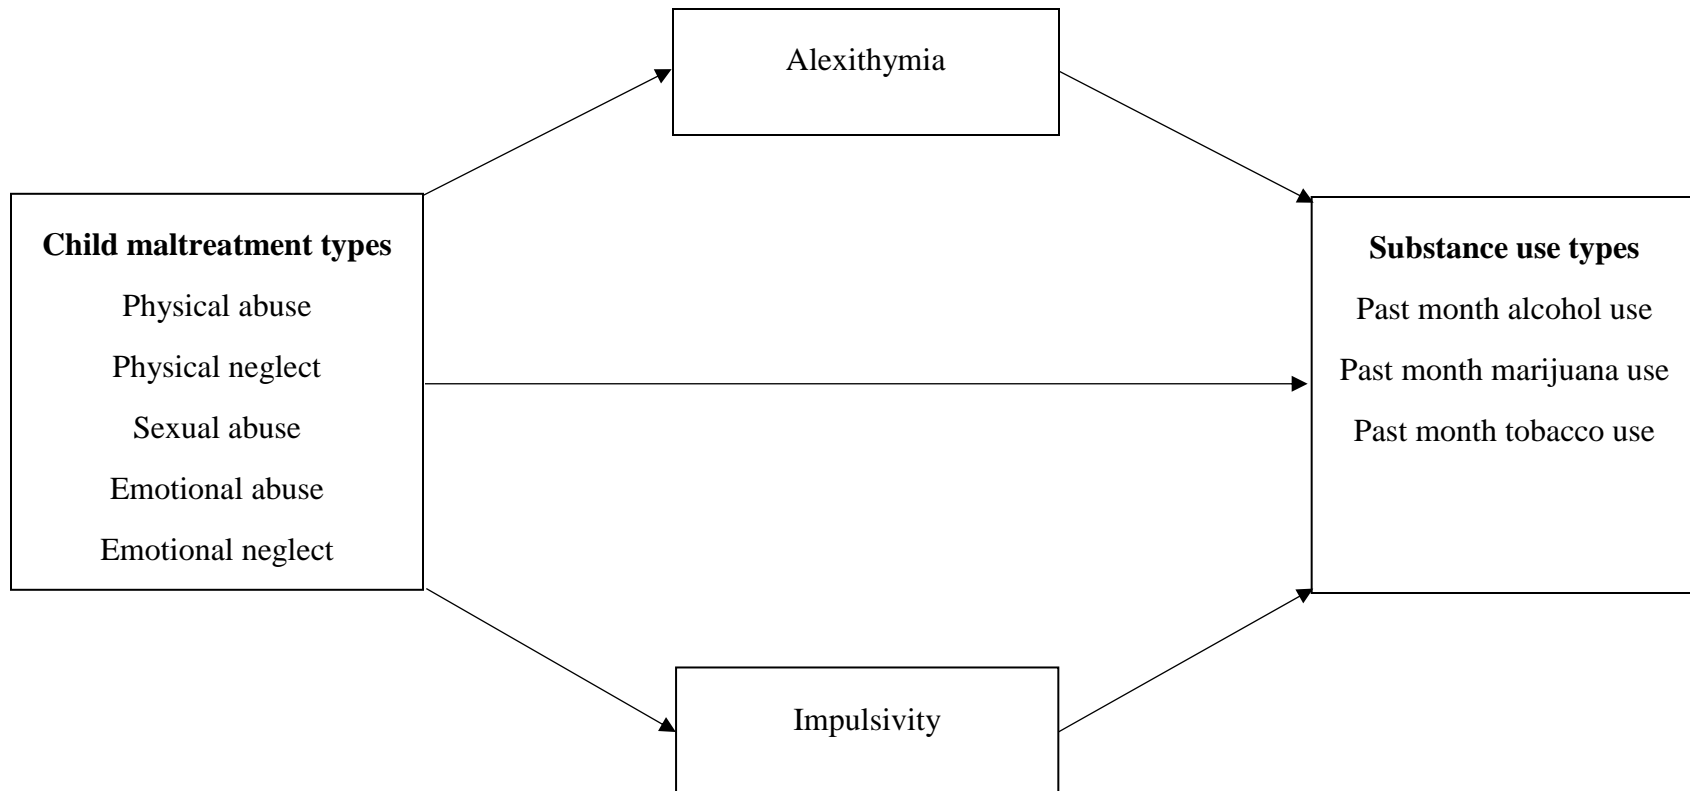 Alexithymia
Child maltreatment types
Physical abuse
Physical neglect
Sexual abuse
Emotional abuse
Emotional neglect
Substance use types
Past month alcohol use
Past month marijuana use
Past month tobacco use
Impulsivity